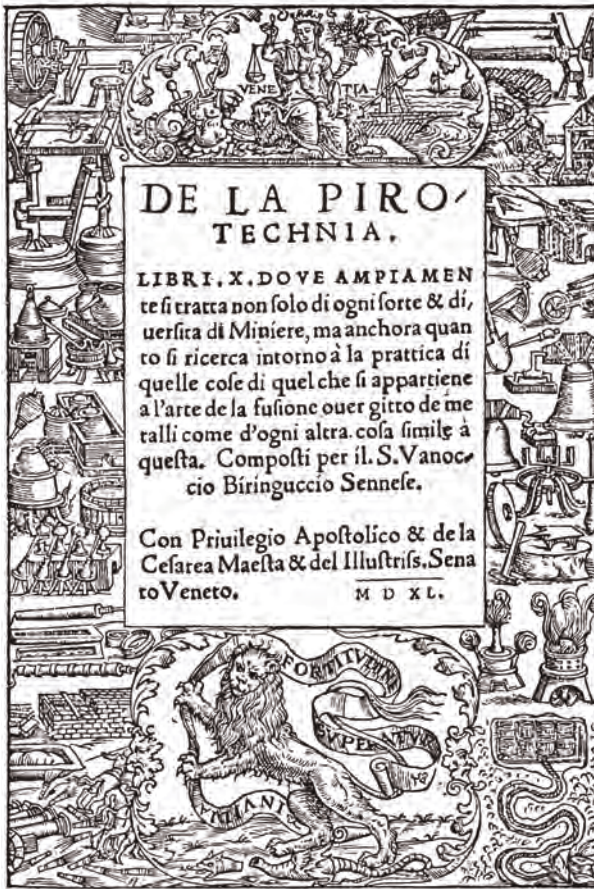 VENE TIA
DE LA PIRO⸗
TECHNIA.
LIBRI. X. DOVE AMPIAMEN
te ſi tratta non ſolo di ogni ſorte & di⸗
uerſita di Miniere, ma anchora quan
to ſi ricerca intorno à la prattica di
quelle coſe di quel che ſi appartiene
a l'arte de la fuſione ouer gitto de me
talli come d'ogni altra coſa ſimile à
queſta. Compoſti per il. S. Vanoc⸗
cio Biringuccio Senneſe.
Con Priuilegio Apoſtolico & de la
Ceſarea Maeſta & del Illuſtriſs. Sena
to Veneto. M D XL.